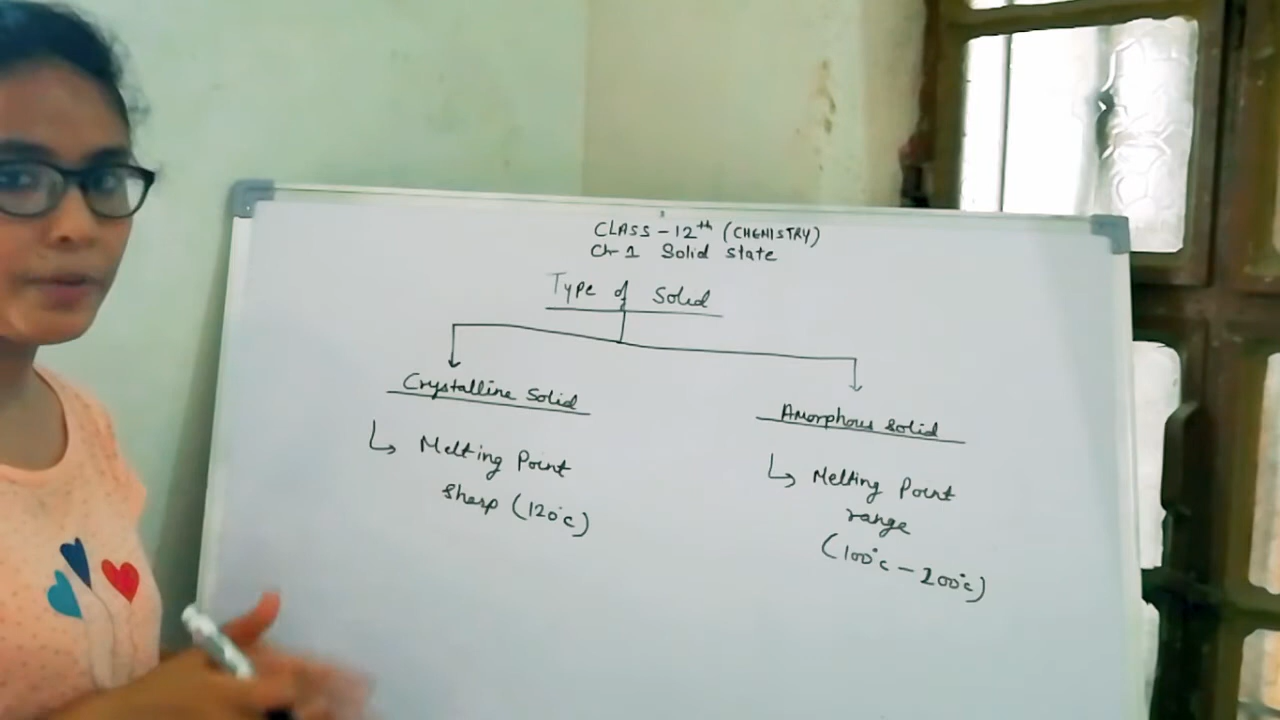 CLASS - 12th (CHEMISTRY)
Ch 1 Solid state
Type of Solid
Crystalline Solid
Amorphous Solid
Melting Point
sharp (120°c)
Melting Point
range
(100°c - 200°c)